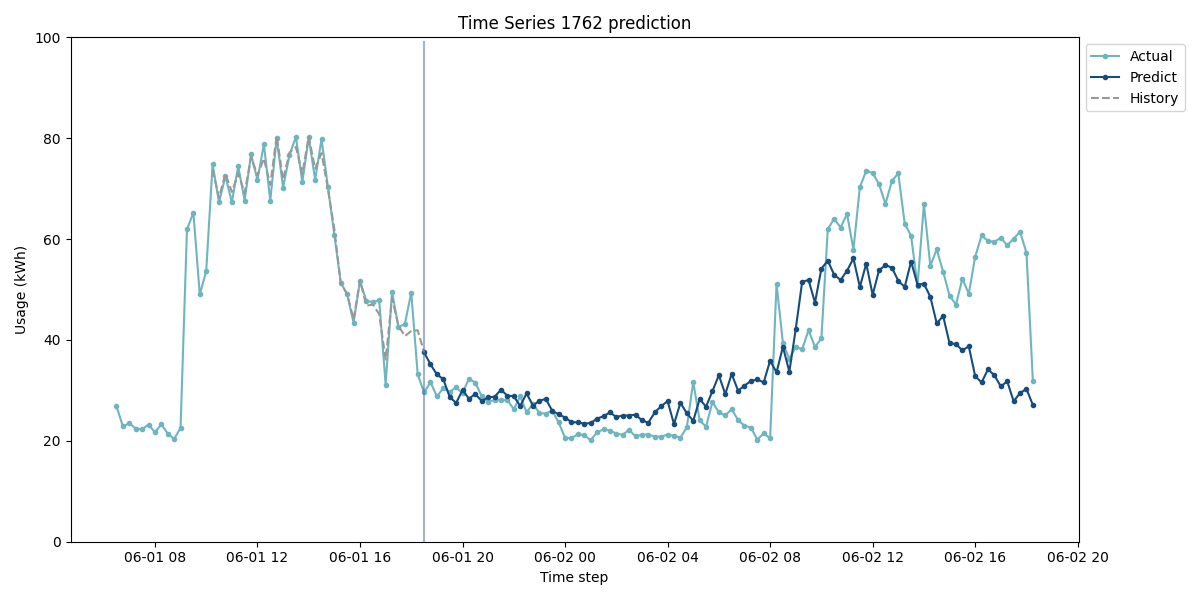 Time Series 1762 prediction
100
80
60
40
20
0
Usage (kWh)
06-01 08
06-01 12
06-01 16
06-01 20
06-02 00
06-02 04
06-02 08
06-02 12
06-02 16
06-02 20
Time step
Actual
Predict
History